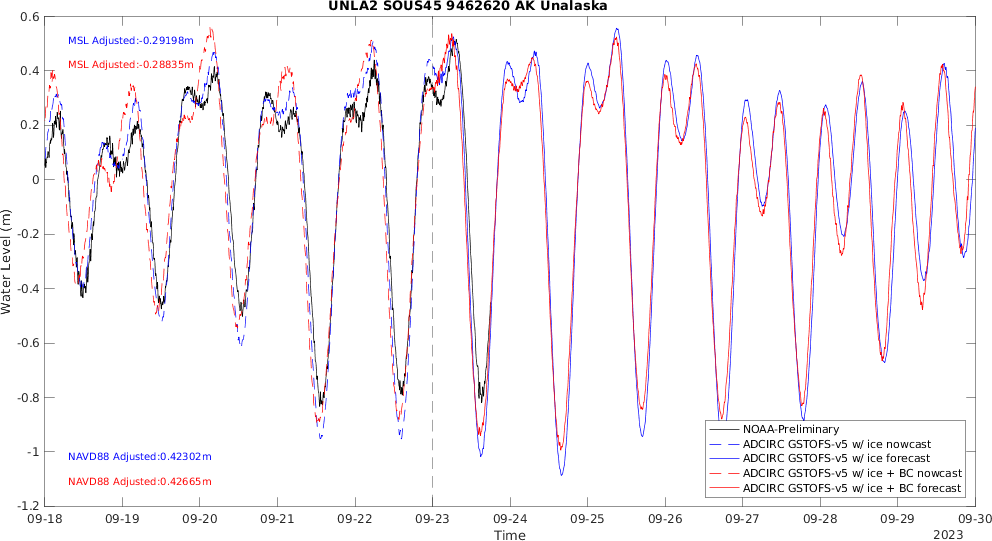 UNLA2 SOUS45 9462620 AK Unalaska
0.6
0.4
0.2
0
-0.2
-0.4
-0.6
-0.8
-1
-1.2
Water Level (m)
MSL Adjusted:-0.29198m
MSL Adjusted:-0.28835m
NAVD88 Adjusted:0.42302m
NAVD88 Adjusted:0.42665m
NOAA-Preliminary
ADCIRC GSTOFS-v5 w/ ice nowcast
ADCIRC GSTOFS-v5 w/ ice forecast
ADCIRC GSTOFS-v5 w/ ice + BC nowcast
ADCIRC GSTOFS-v5 w/ ice + BC forecast
09-18 09-19 09-20 09-21 09-22 09-23 09-24 09-25 09-26 09-27 09-28 09-29 09-30
Time
2023